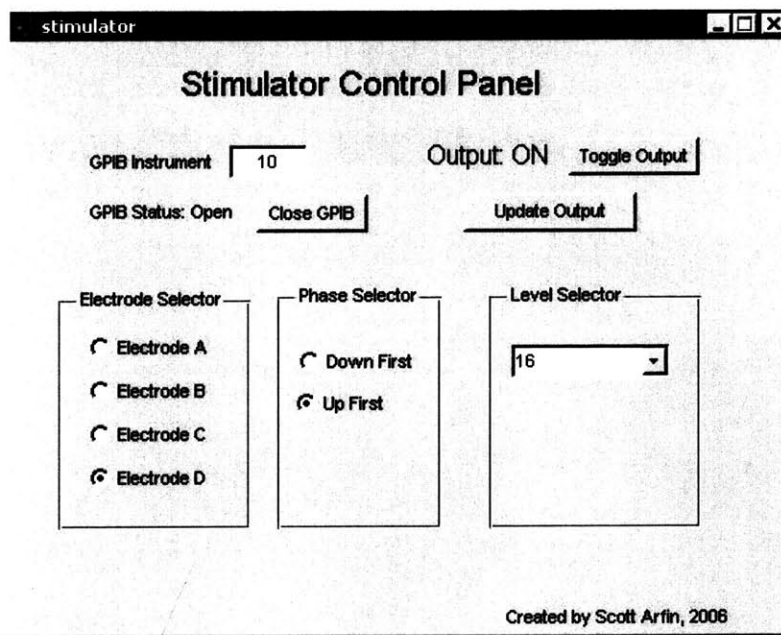 stimulator
Stimulator Control Panel
GPIB Instrument 10 Output: ON Toggle Output
GPIB Status: Open Close GPIB Update Output
Electrode Selector Phase Selector Level Selector
Electrode A
Electrode B
Electrode C
Electrode D
Down First
Up First
16
Created by Scott Arfin, 2006